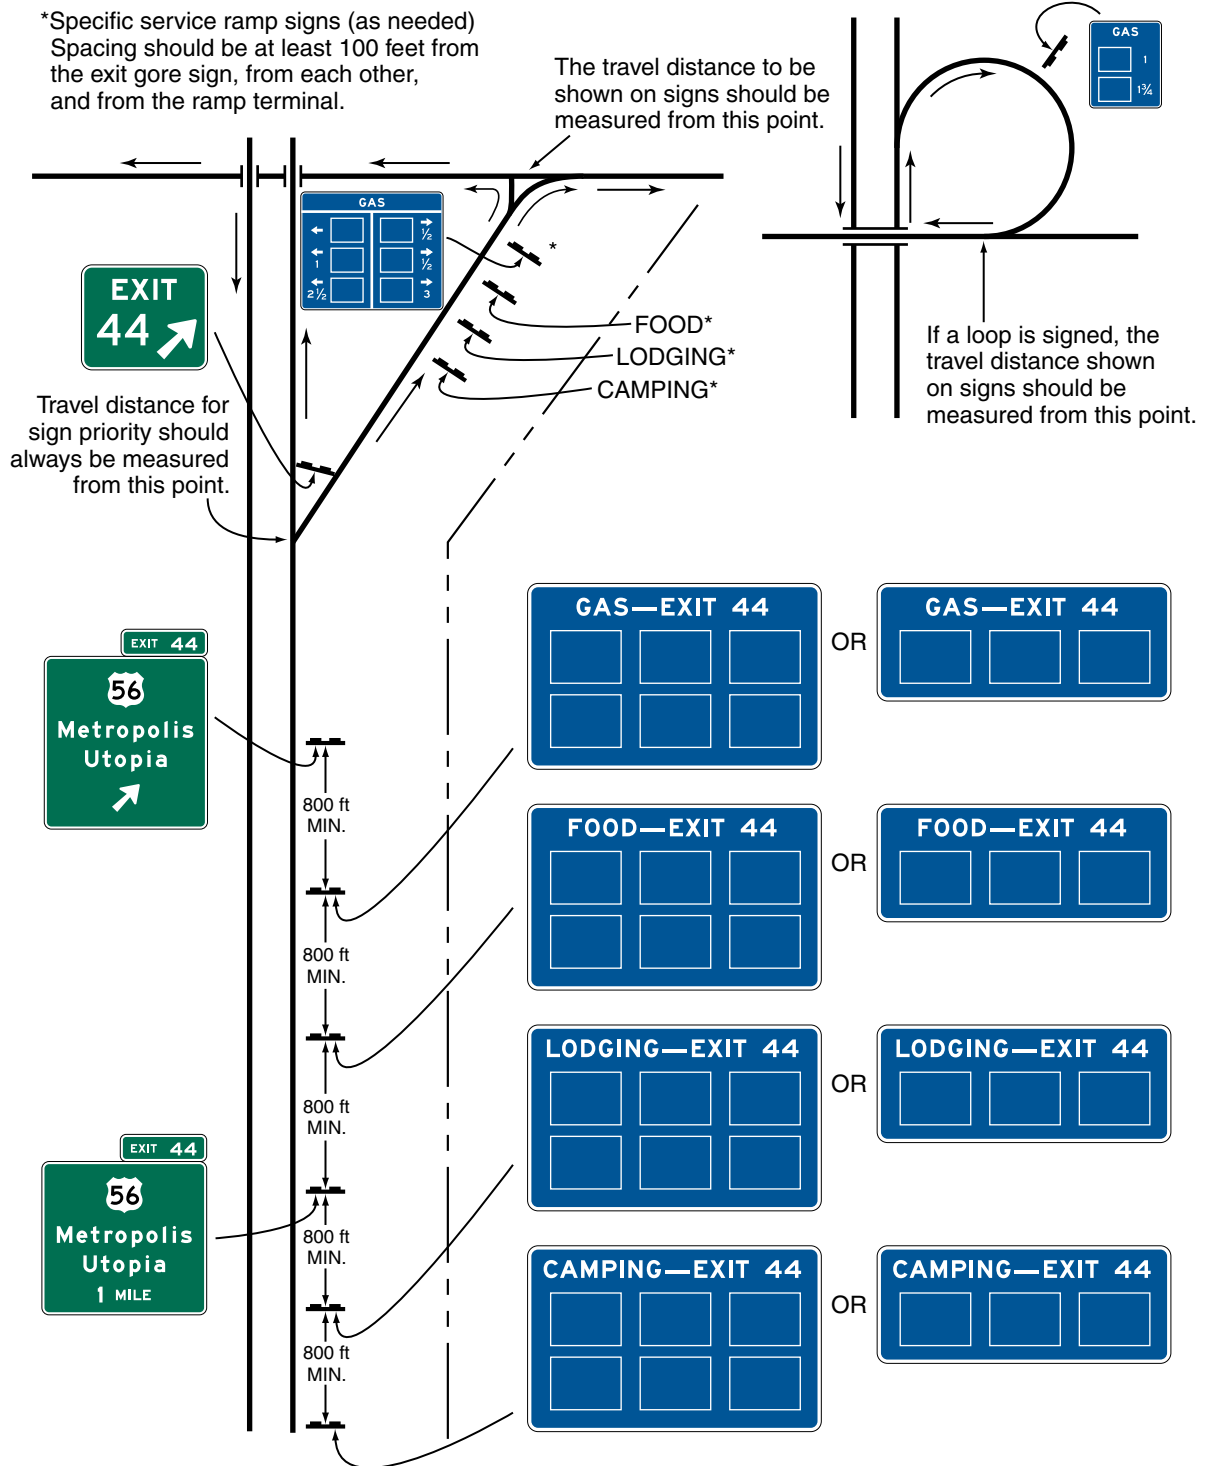 *Specific service ramp signs (as needed)
Spacing should be at least 100 feet from
the exit gore sign, from each other,
and from the ramp terminal.
The travel distance to be
shown on signs should be
measured from this point.
GAS
1
1¾
GAS
1
2½
½
½
3
*
EXIT
44
FOOD*
LODGING*
CAMPING*
If a loop is signed, the
travel distance shown
on signs should be
measured from this point.
Travel distance for
sign priority should
always be measured
from this point.
EXIT 44
56
Metropolis
Utopia
800 ft
MIN.
GAS—EXIT 44
OR
GAS—EXIT 44
FOOD—EXIT 44
OR
FOOD—EXIT 44
800 ft
MIN.
LODGING—EXIT 44
OR
LODGING—EXIT 44
800 ft
MIN.
EXIT 44
56
Metropolis
Utopia
1 MILE
800 ft
MIN.
CAMPING—EXIT 44
OR
CAMPING—EXIT 44
800 ft
MIN.